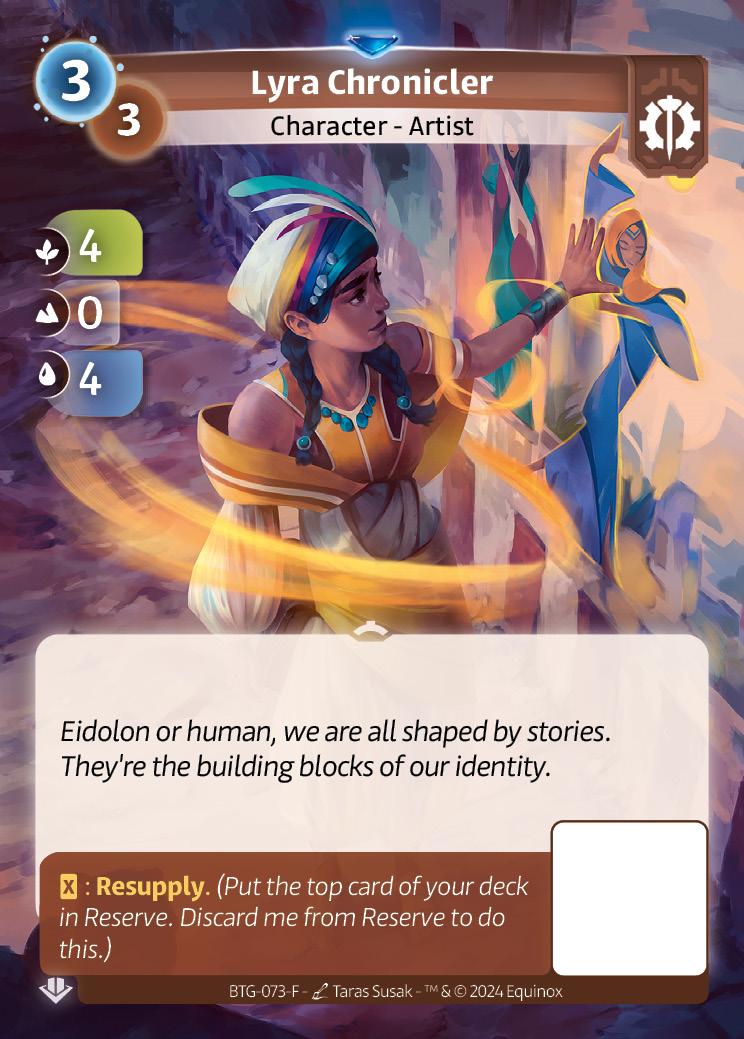 3
Lyra Chronicler
3
Character - Artist
4
0
4
Eidolon or human, we are all shaped by stories.
They're the building blocks of our identity.
X : Resupply. (Put the top card of your deck
in Reserve. Discard me from Reserve to do
this.)
BTG-073-F - Taras Susak - ™ & © 2024 Equinox